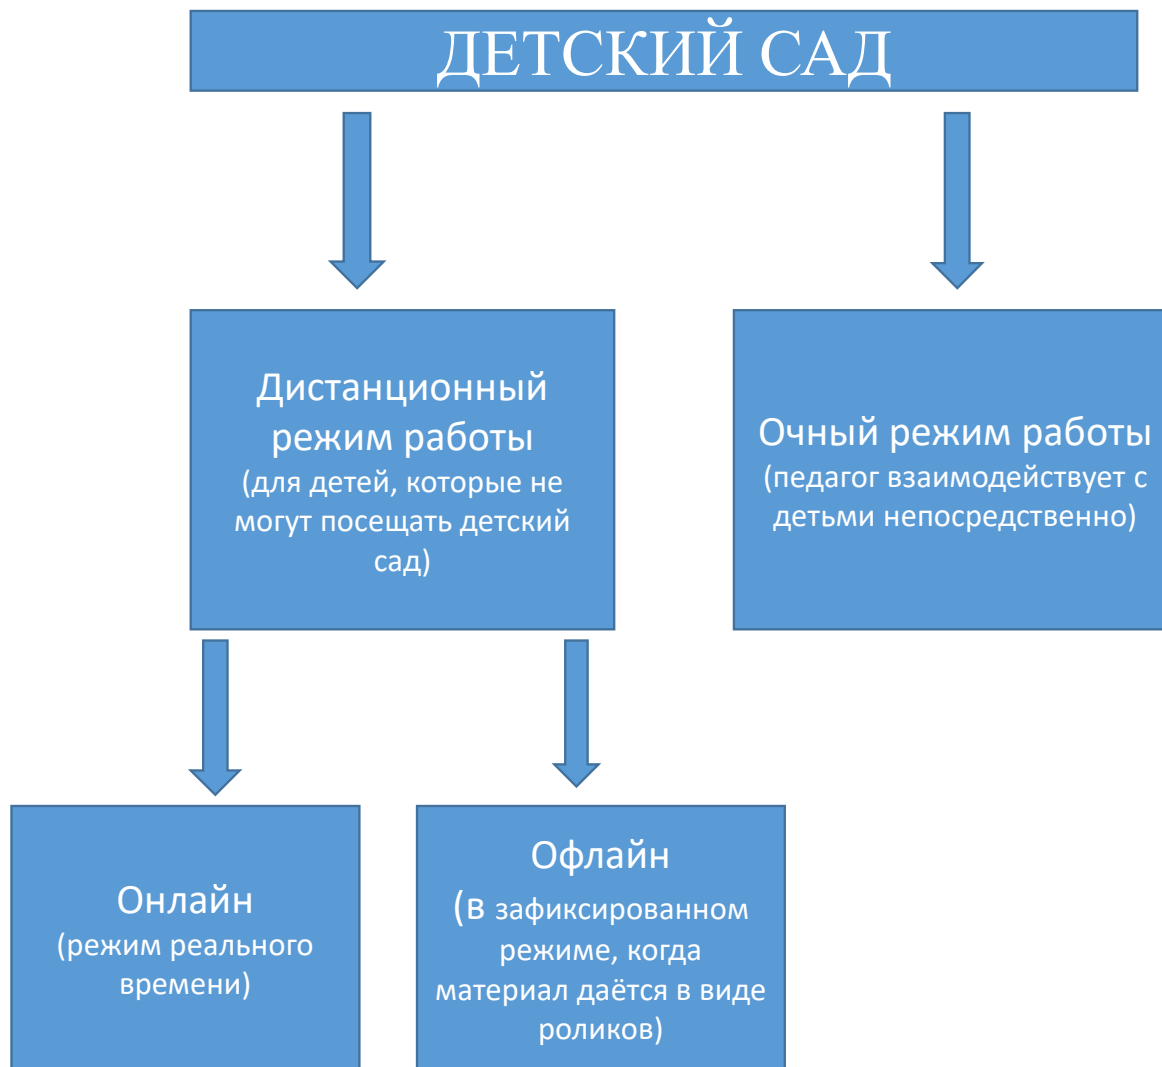 ДЕТСКИЙ САД
Дистанционный
режим работы
(для детей, которые не
могут посещать детский
сад)
Очный режим работы
(педагог взаимодействует с
детьми непосредственно)
Онлайн
(режим реального
времени)
Офлайн
(в зафиксированном
режиме, когда
материал даётся в виде
роликов)